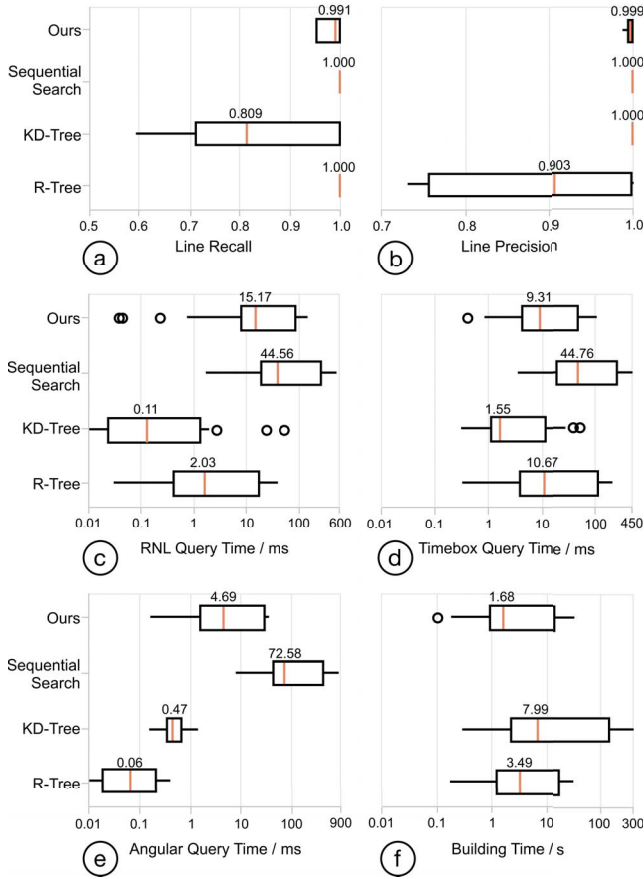 0.991
Ours
Sequential
Search
1.000
KD-Tree
0.809
R-Tree
1.000
0.5 0.6 0.7 0.8 0.9 1.0
a
Line Recall
0.999
1.000
1.000
0.903
0.7 0.8 0.9 1.0
b
Line Precision
Ours
15.17
Sequential
Search
44.56
KD-Tree
0.11
R-Tree
2.03
0.01 0.1 1 10 100 600
c
RNL Query Time / ms
9.31
44.76
1.55
10.67
0.01 0.1 1 10 100 450
d
Timebox Query Time / ms
Ours
4.69
Sequential
Search
72.58
KD-Tree
0.47
R-Tree
0.06
0.01 0.1 1 10 100 900
e
Angular Query Time / ms
1.68
7.99
3.49
0.01 0.1 1 10 100 300
f
Building Time / s